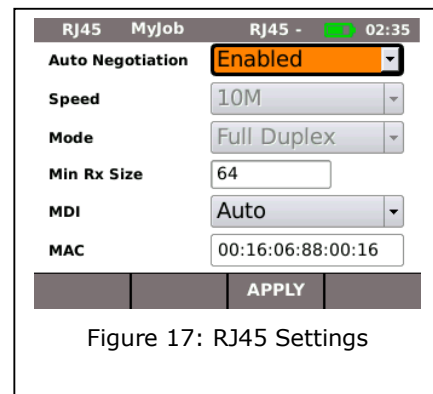 RJ45 MyJob RJ45 - 02:35
Auto Negotiation Enabled
Speed 10M
Mode Full Duplex
Min Rx Size 64
MDI Auto
MAC 00:16:06:88:00:16
APPLY
Figure 17: RJ45 Settings